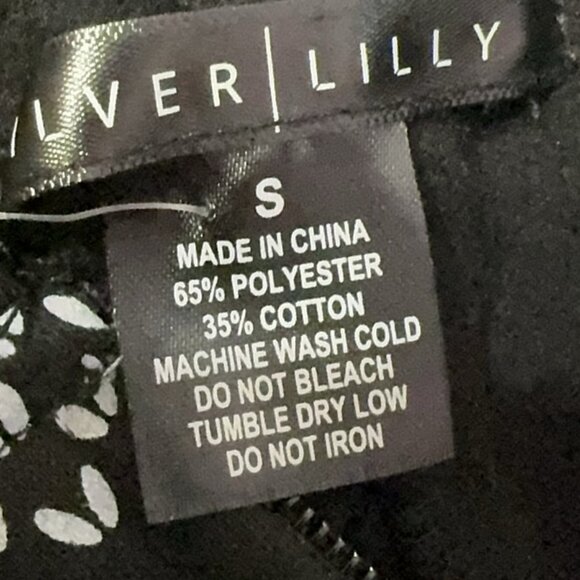 ILVER | LILLY
S
MADE IN CHINA
65% POLYESTER
35% COTTON
MACHINE WASH COLD
DO NOT BLEACH
TUMBLE DRY LOW
DO NOT IRON